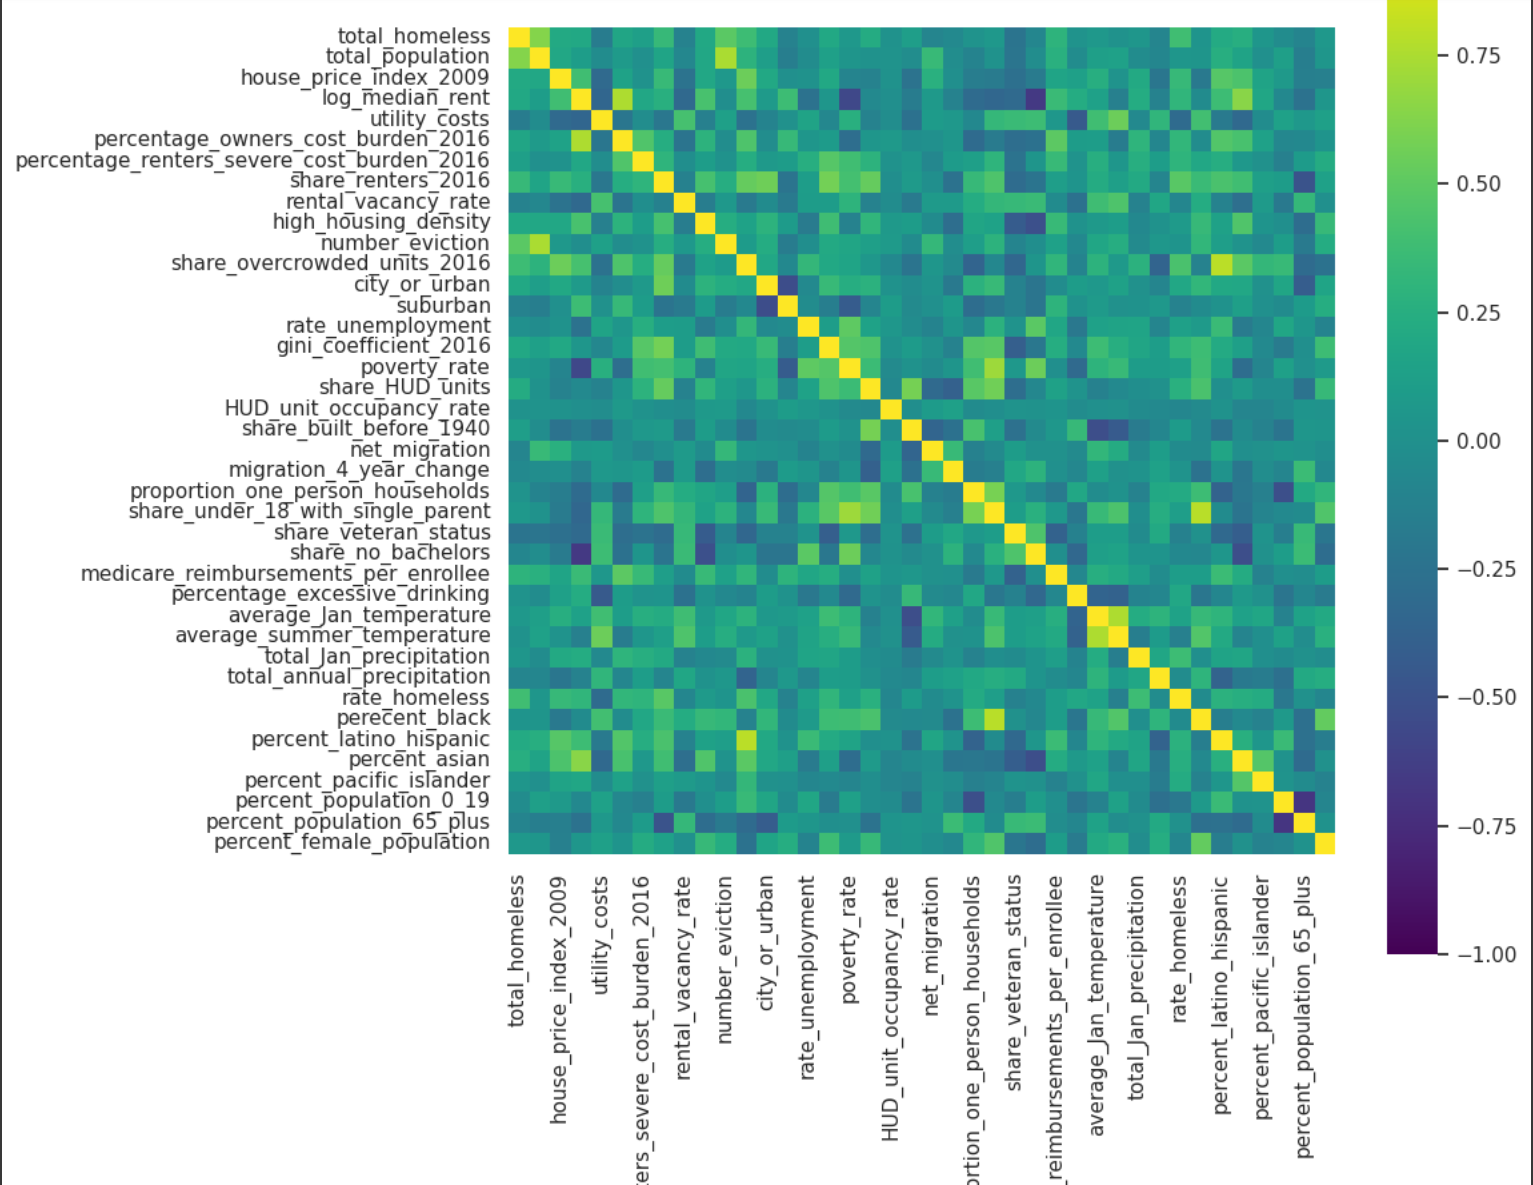 total_homeless
total_population
house_price_index_2009
log_median_rent
utility_costs
percentage_owners_cost_burden_2016
percentage_renters_severe_cost_burden_2016
share_renters_2016
rental_vacancy_rate
high_housing_density
number_eviction
share_overcrowded_units_2016
city_or_urban
suburban
rate_unemployment
gini_coefficient_2016
poverty_rate
share_HUD_units
HUD_unit_occupancy_rate
share_built_before_1940
net_migration
migration_4_year_change
proportion_one_person_households
share_under_18_with_single_parent
share_veteran_status
share_no_bachelors
medicare_reimbursements_per_enrollee
percentage_excessive_drinking
average_Jan_temperature
average_summer_temperature
total_Jan_precipitation
total_annual_precipitation
rate_homeless
perecent_black
percent_latino_hispanic
percent_asian
percent_pacific_islander
percent_population_0_19
percent_population_65_plus
percent_female_population
total_homeless
house_price_index_2009
utility_costs
ers_severe_cost_burden_2016
rental_vacancy_rate
number_eviction
city_or_urban
rate_unemployment
poverty_rate
HUD_unit_occupancy_rate
net_migration
ortion_one_person_households
share_veteran_status
_reimbursements_per_enrollee
average_Jan_temperature
total_Jan_precipitation
rate_homeless
percent_latino_hispanic
percent_pacific_islander
percent_population_65_plus
0.75
0.50
0.25
0.00
−0.25
−0.50
−0.75
−1.00